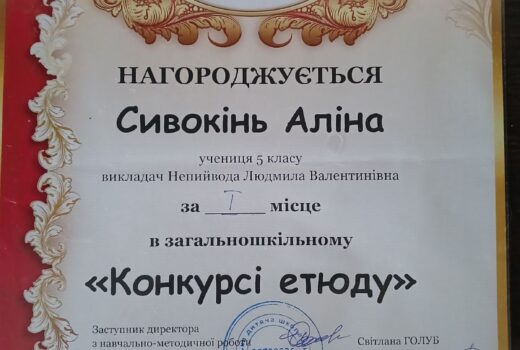 НАГОРОДЖУЄТЬСЯ
Сивокінь Аліна
учениця 5 класу
викладач Непийвода Людмила Валентинівна
за І місце
в загальношкільному
«Конкурсі етюду»
Заступник директора
з навчально-методичної роботи
Світлана ГОЛУБ